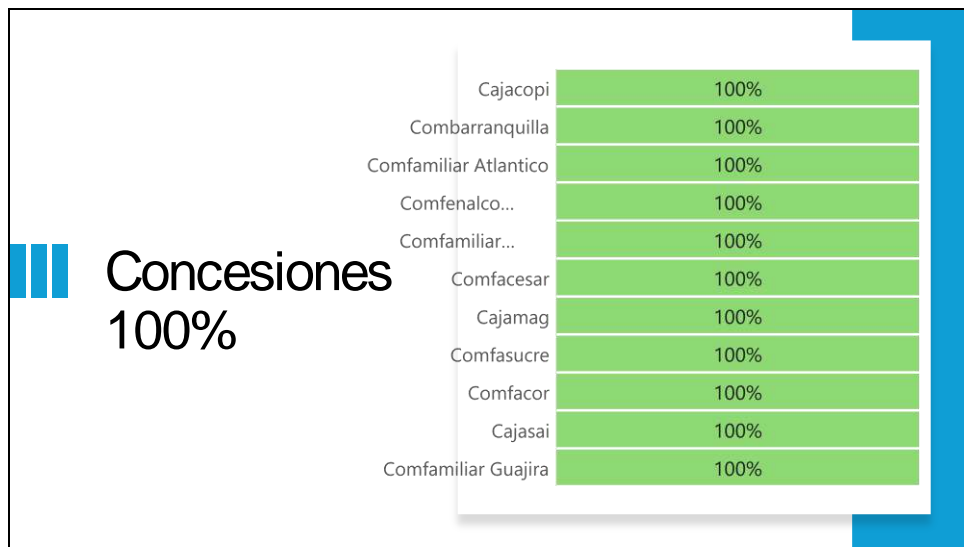 Concesiones
100%
Cajacopi 100%
Combarranquilla 100%
Comfamiliar Atlantico 100%
Comfenalco... 100%
Comfamiliar... 100%
Comfacesar 100%
Cajamag 100%
Comfasucre 100%
Comfacor 100%
Cajasai 100%
Comfamiliar Guajira 100%